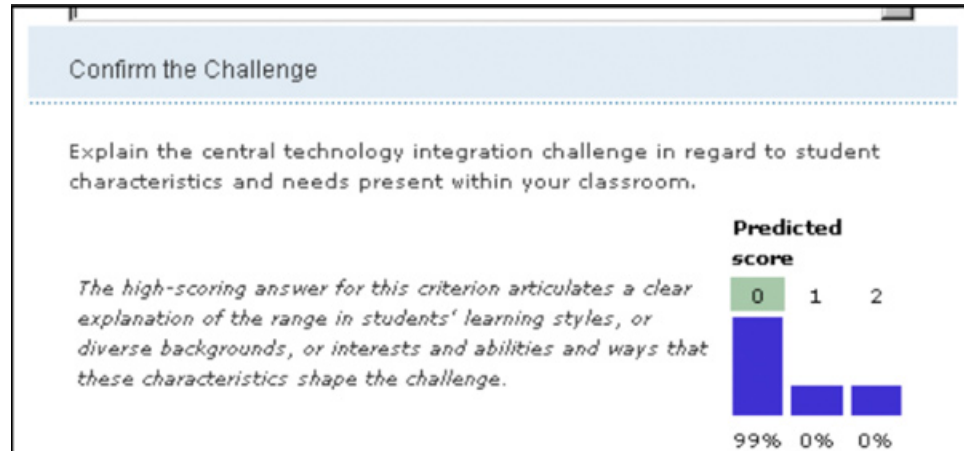 Confirm the Challenge
Explain the central technology integration challenge in regard to student
characteristics and needs present within your classroom.
Predicted
score
0 1 2
The high-scoring answer for this criterion articulates a clear
explanation of the range in students' learning styles, or
diverse backgrounds, or interests and abilities and ways that
these characteristics shape the challenge.
99% 0% 0%